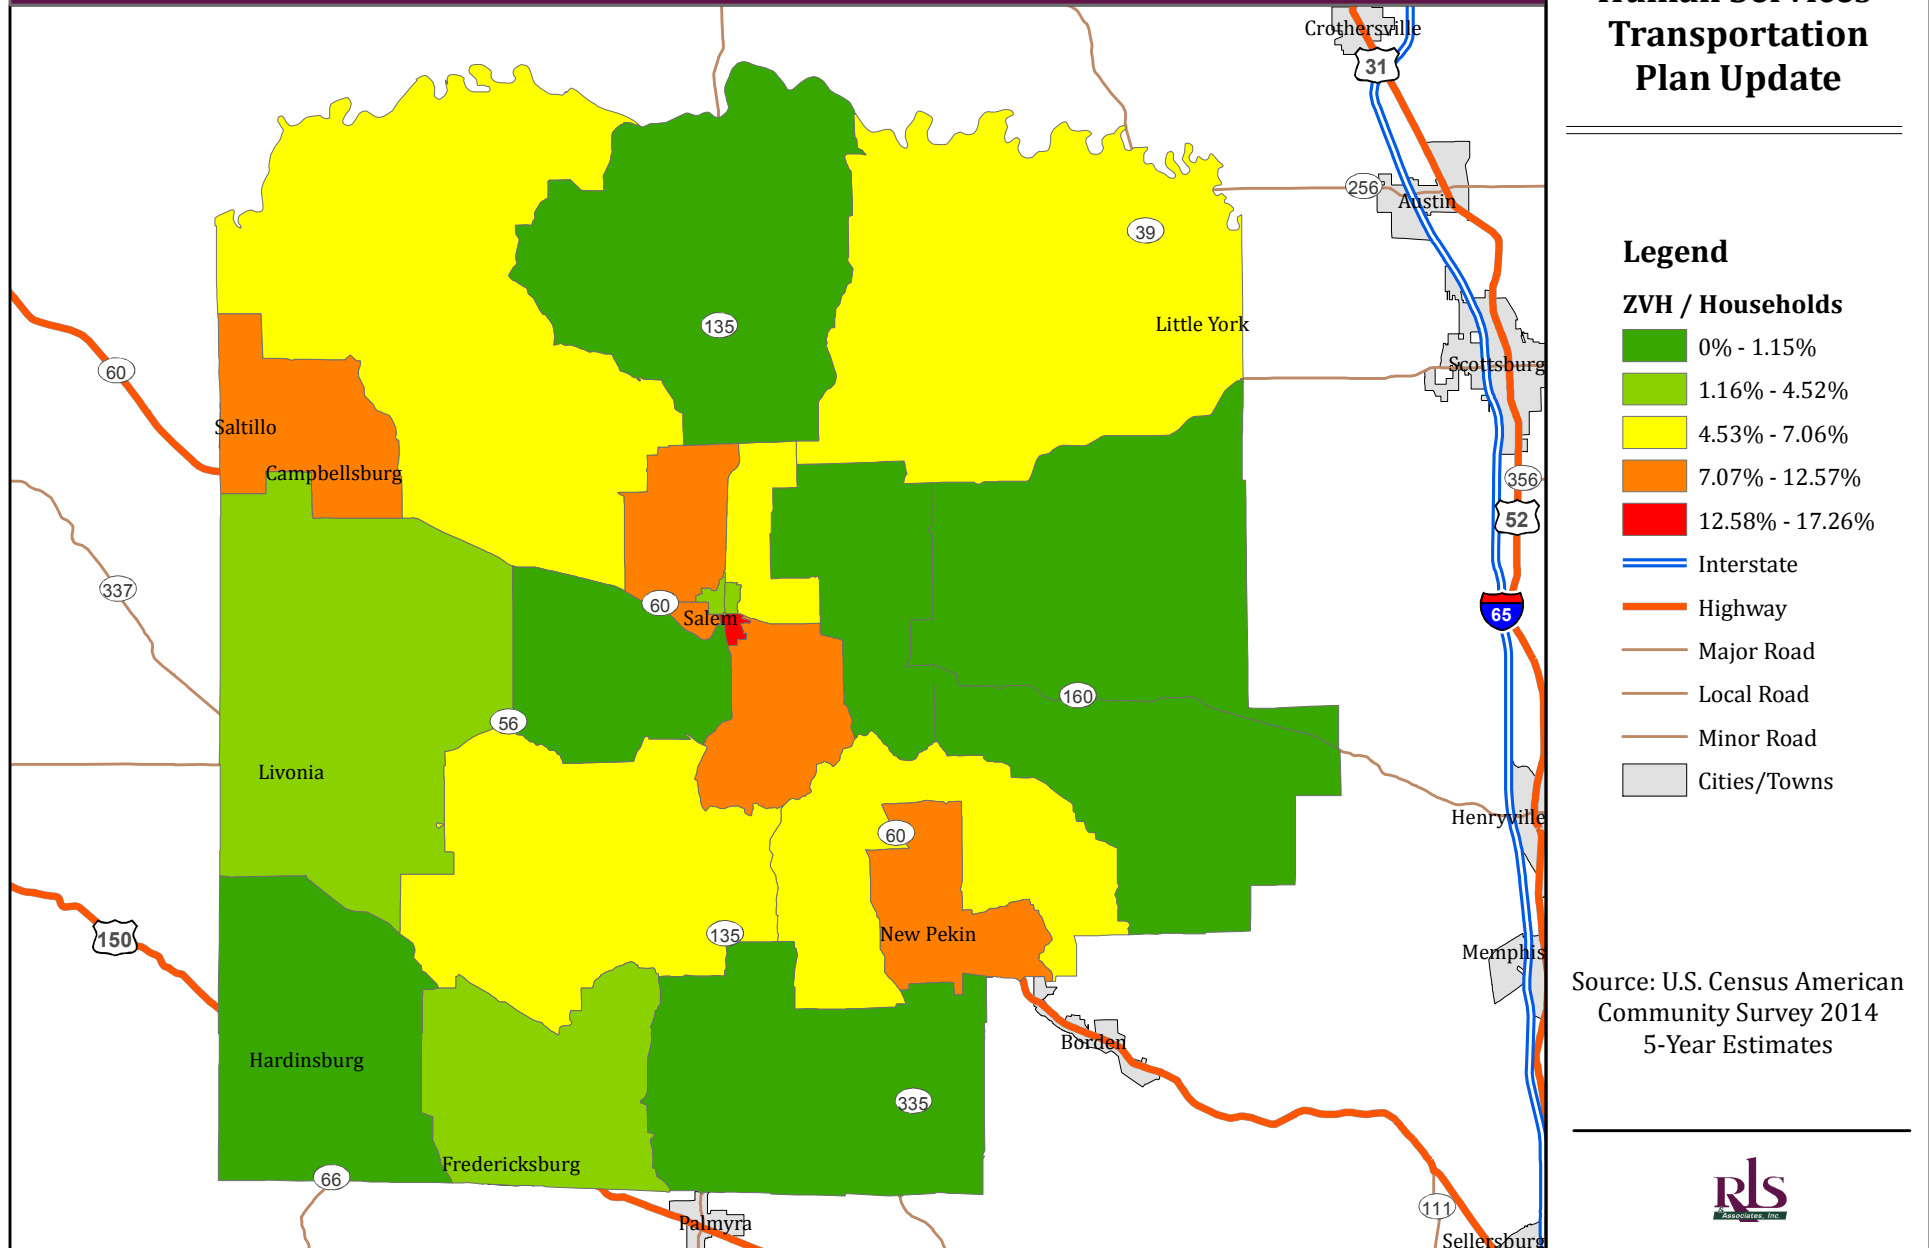 Transportation
Plan Update
Legend
ZVH / Households
0% - 1.15%
1.16% - 4.52%
4.53% - 7.06%
7.07% - 12.57%
12.58% - 17.26%
Interstate
Highway
Major Road
Local Road
Minor Road
Cities/Towns
Source: U.S. Census American
Community Survey 2014
5-Year Estimates
RLS
& Associates, Inc.
Crothersville
31
256
Austin
39
135
Little York
60
Scottsburg
Saltillo
Campbellsburg
356
52
337
60
Salem
65
160
56
Livonia
Henryville
60
135
New Pekin
150
Memphis
Borden
Hardinsburg
335
Fredericksburg
66
111
Palmyra
Sellersburg